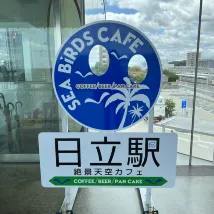 SEA BiRDS CAFE
COFFEE/BEER/PAN CAKE
日立駅
絶景天空カフェ
COFFEE/BEER/PAN CAKE